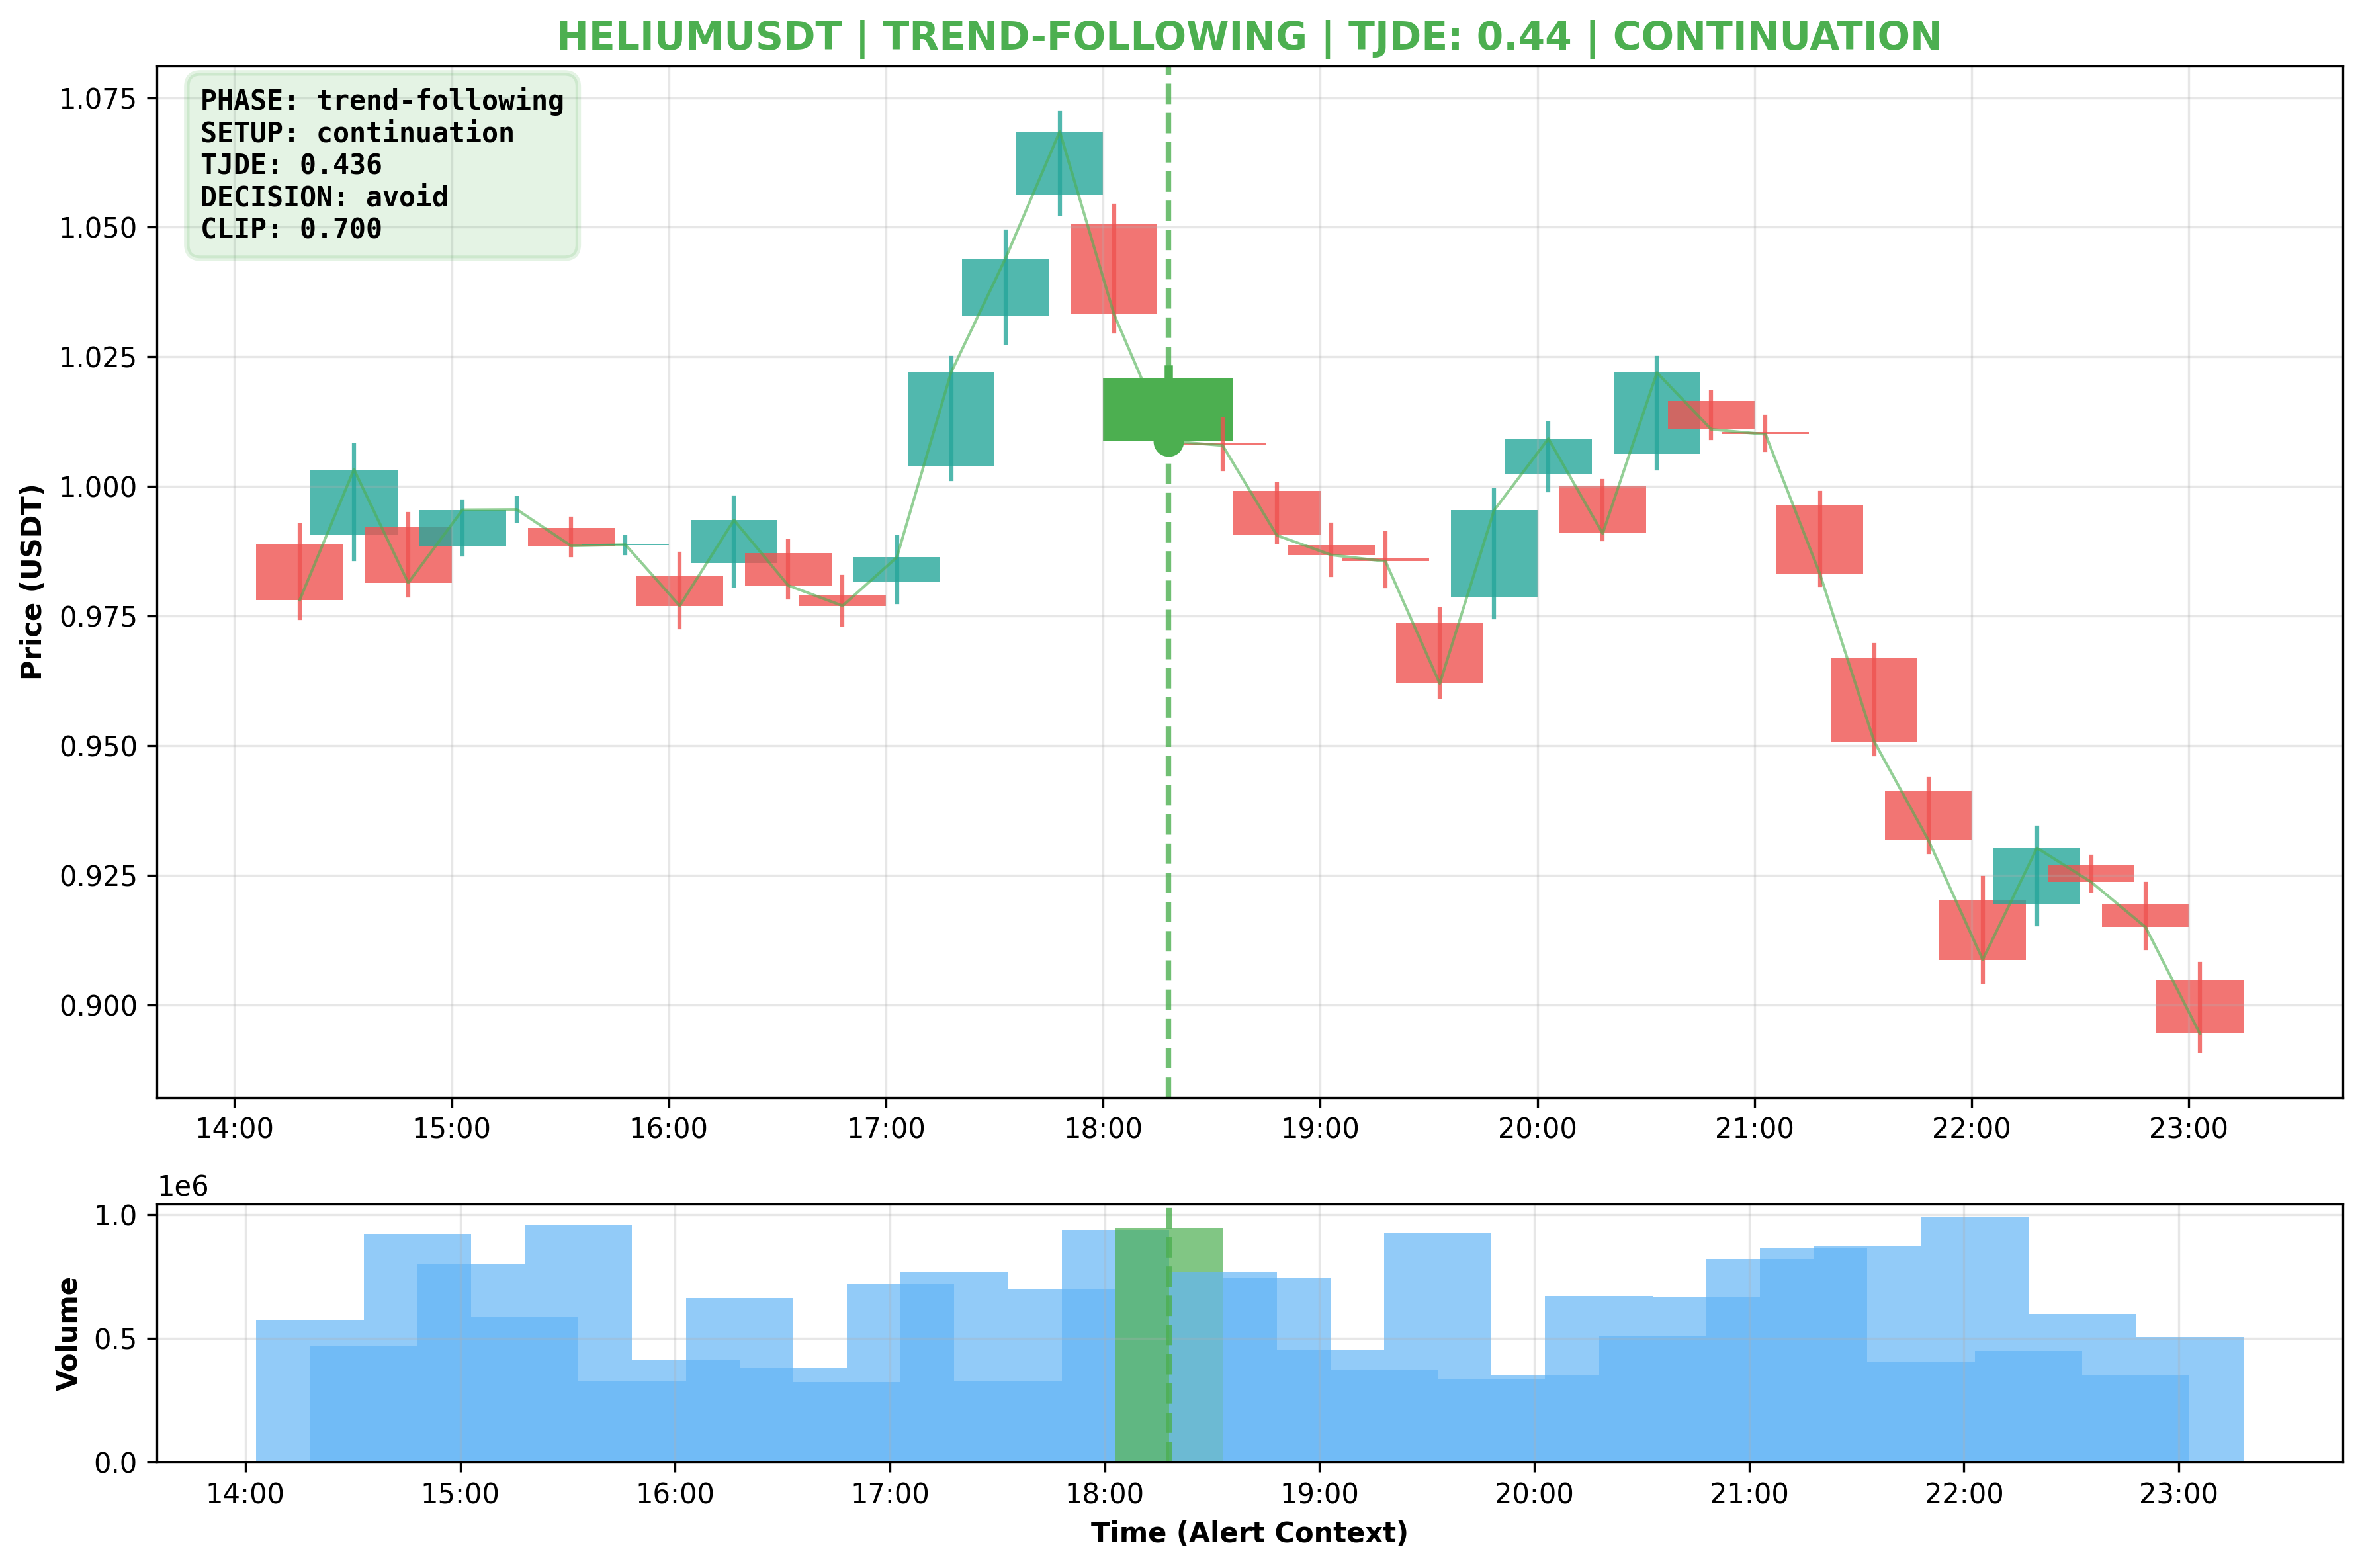 HELIUMUSDT | TREND-FOLLOWING | TJDE: 0.44 | CONTINUATION
PHASE: trend-following
SETUP: continuation
TJDE: 0.436
DECISION: avoid
CLIP: 0.700
Price (USDT)
1.075
1.050
1.025
1.000
0.975
0.950
0.925
0.900
14:00 15:00 16:00 17:00 18:00 19:00 20:00 21:00 22:00 23:00
1e6
Volume
1.0
0.5
0.0
14:00 15:00 16:00 17:00 18:00 19:00 20:00 21:00 22:00 23:00
Time (Alert Context)